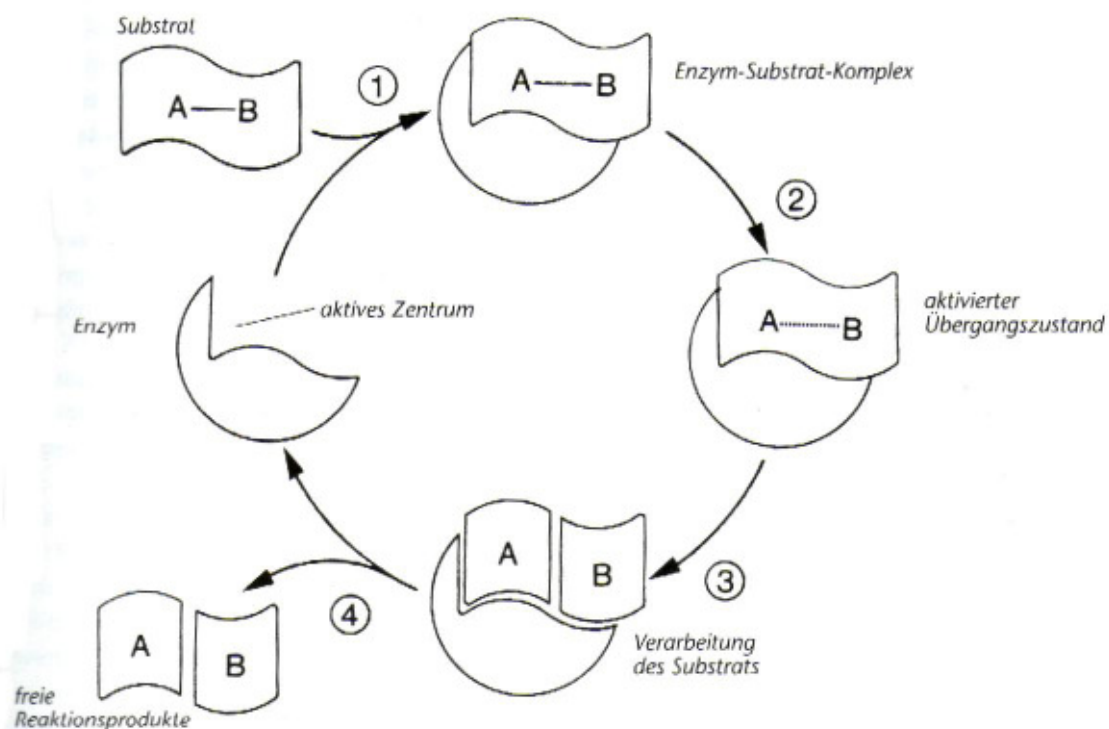 Substrat
A—B
①
A—B
Enzym-Substrat-Komplex
②
A┈┈B
aktivierter
Übergangszustand
Enzym
aktives Zentrum
③
A
B
Verarbeitung
des Substrats
④
A
B
freie
Reaktionsprodukte